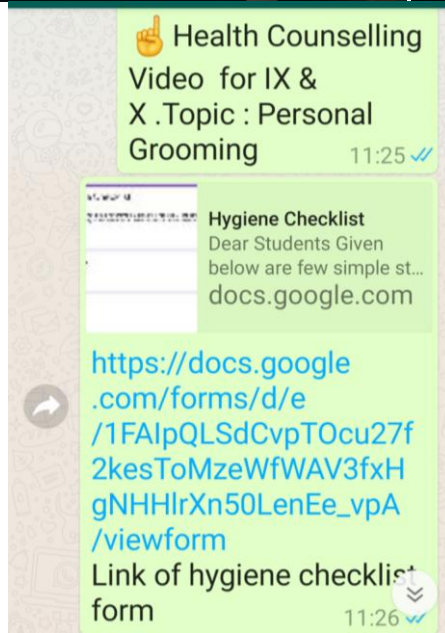 ☝ Health Counselling
Video for IX &
X .Topic : Personal
Grooming
11:25
Hygiene Checklist
Dear Students Given
below are few simple st...
docs.google.com
https://docs.google
.com/forms/d/e
/1FAIpQLSdCvpTOcu27f
2kesToMzeWfWAV3fxH
gNHHlrXn50LenEe_vpA
/viewform
Link of hygiene checklist
form
11:26